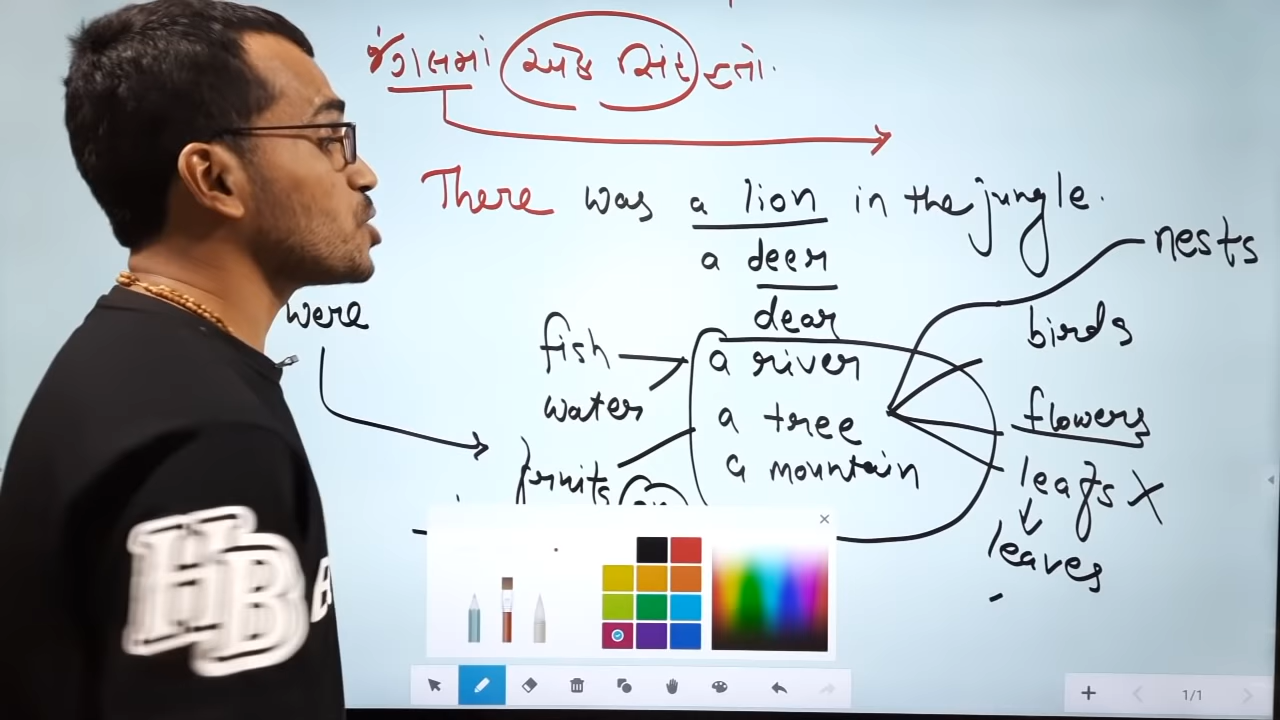 જંગલમાં એક સિંહ હતો.
There was a lion in the jungle.
a deer
nests
dear
were
birds
fish
a river
water
a tree
flowers
fruits
a mountain
leafs X
leaves
HB
1/1